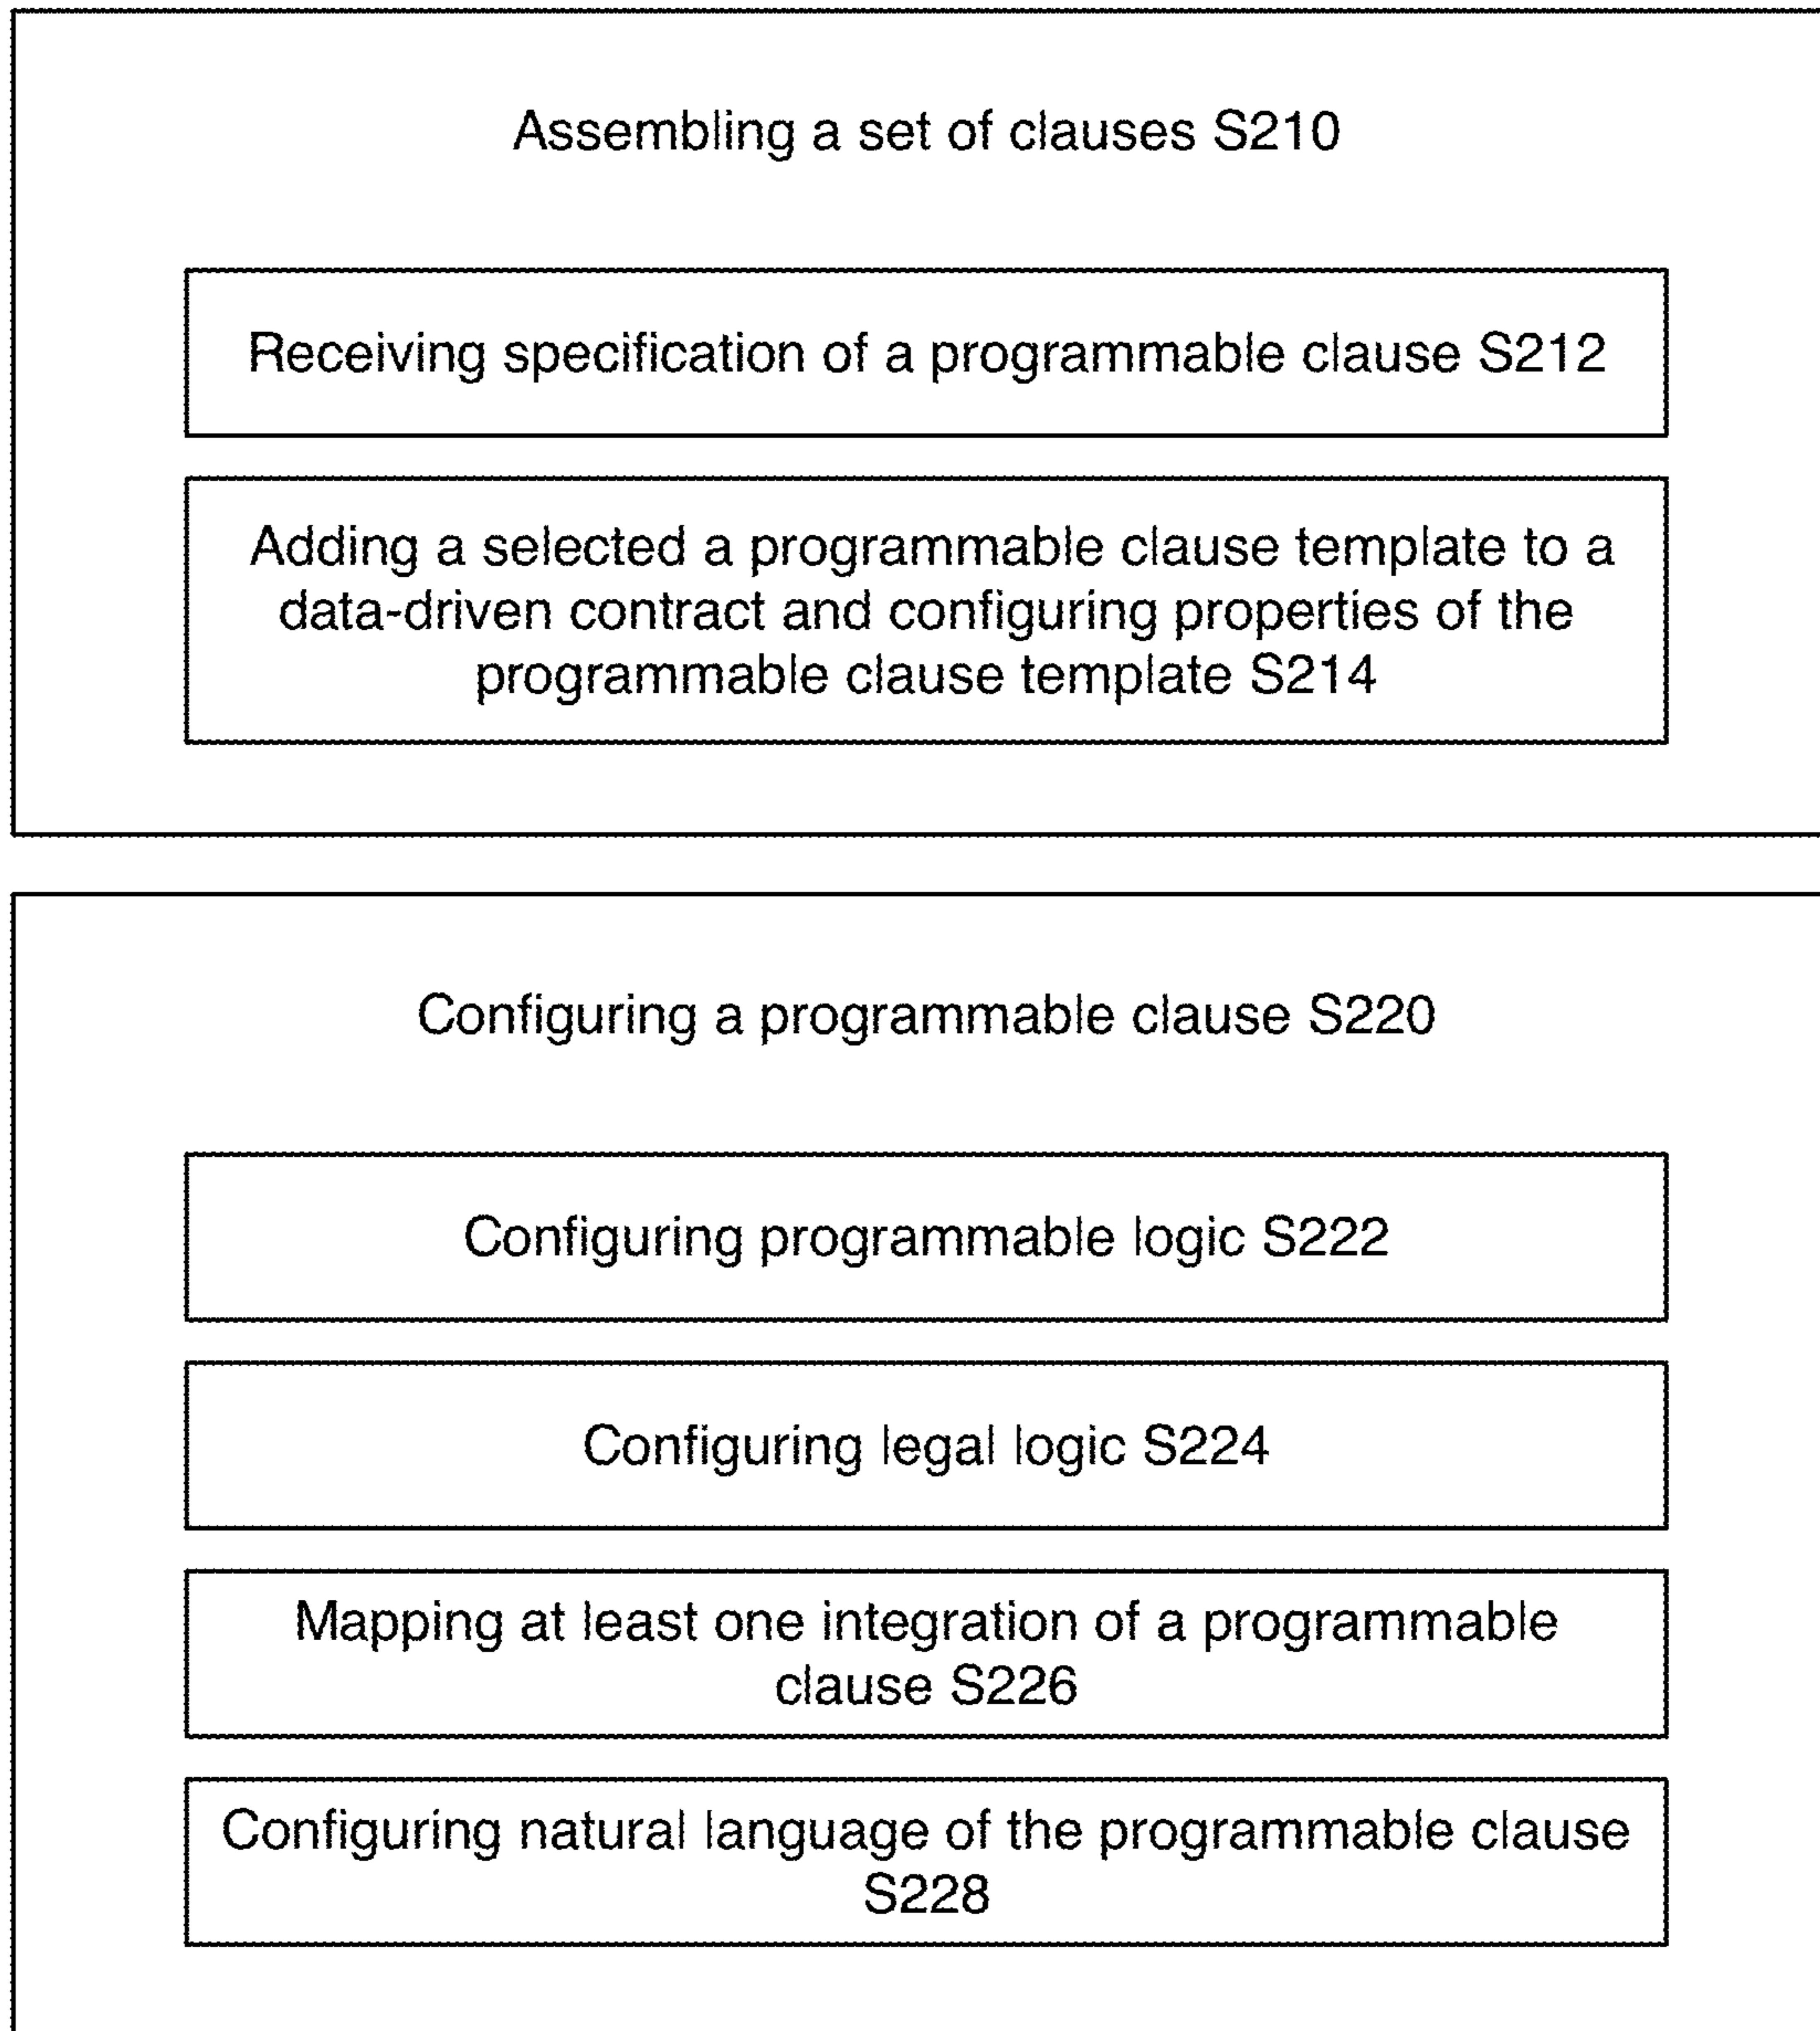 Assembling a set of clauses S210
Receiving specification of a programmable clause S212
Adding a selected a programmable clause template to a
data-driven contract and configuring properties of the
programmable clause template S214
Configuring a programmable clause S220
Configuring programmable logic S222
Configuring legal logic S224
Mapping at least one integration of a programmable
clause S226
Configuring natural language of the programmable clause
S228